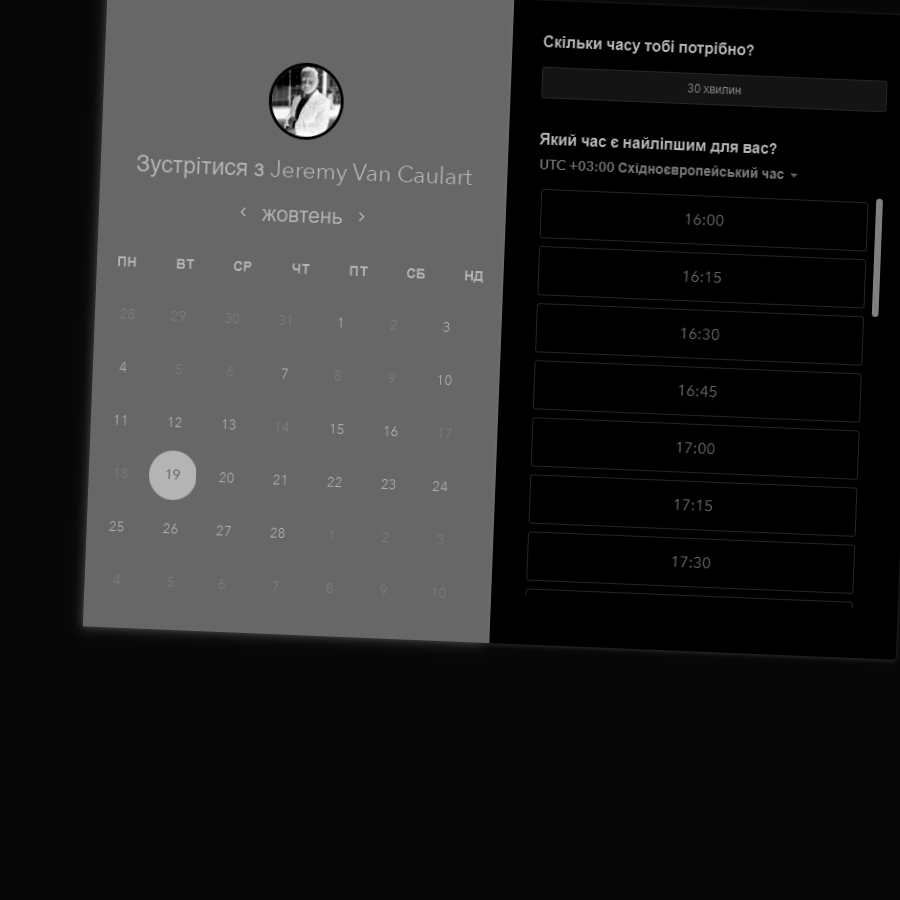 Зустрітися з Jeremy Van Caulart
‹ жовтень ›
ПН ВТ СР ЧТ ПТ СБ НД
28 29 30 31 1 2 3
4 5 6 7 8 9 10
11 12 13 14 15 16 17
18 19 20 21 22 23 24
25 26 27 28 1 2 3
4 5 6 7 8 9 10
Скільки часу тобі потрібно?
30 хвилин
Який час є найліпшим для вас?
UTC +03:00 Східноєвропейський час
16:00
16:15
16:30
16:45
17:00
17:15
17:30